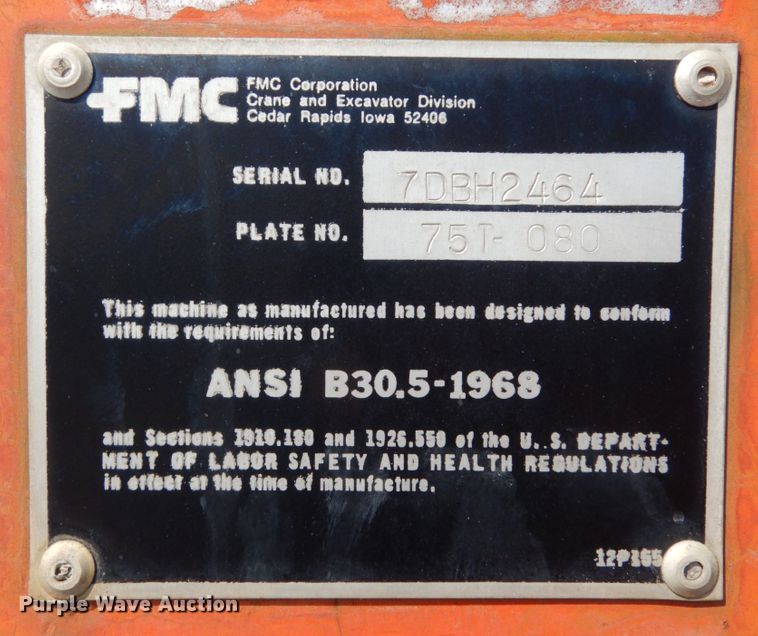 FMC
FMC Corporation
Crane and Excavator Division
Cedar Rapids Iowa 52406
SERIAL NO. 7DBH2464
PLATE NO. 75T- 080
This machine as manufactured has been designed to conform
with the requirements of:
ANSI B30.5-1968
and Sections 1910.180 and 1926.550 of the U.S. DEPART-
MENT OF LABOR SAFETY AND HEALTH REGULATIONS
in effect at the time of manufacture.
12P155
Purple Wave Auction